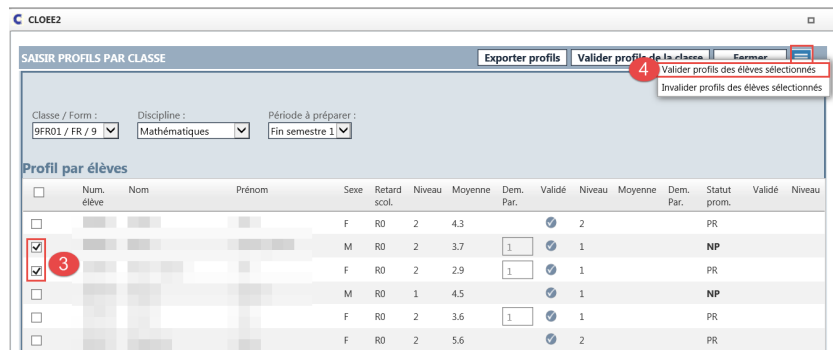 CLOEE2
SAISIR PROFILS PAR CLASSE Exporter profils Valider profils de la classe Fermer
4 Valider profils des élèves sélectionnés
Invalider profils des élèves sélectionnés
Classe / Form : Discipline : Période à préparer :
9FR01 / FR / 9 Mathématiques Fin semestre 1
Profil par élèves
Num. élève Nom Prénom Sexe Retard scol. Niveau Moyenne Dem. Par. Validé Niveau Moyenne Dem. Par. Statut prom. Validé Niveau
F R0 2 4.3 2 PR
M R0 2 3.7 1 1 NP
3
F R0 2 2.9 1 1 PR
M R0 1 4.5 1 NP
F R0 2 3.6 1 1 PR
F R0 2 5.6 2 PR